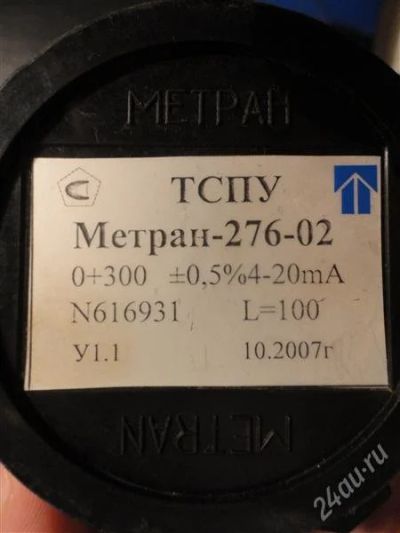 МЕТРАН
С
ТСПУ
Метран-276-02
0+300 ±0,5%4-20mA
N616931 L=100
У1.1 10.2007г
METRAN
24au.ru